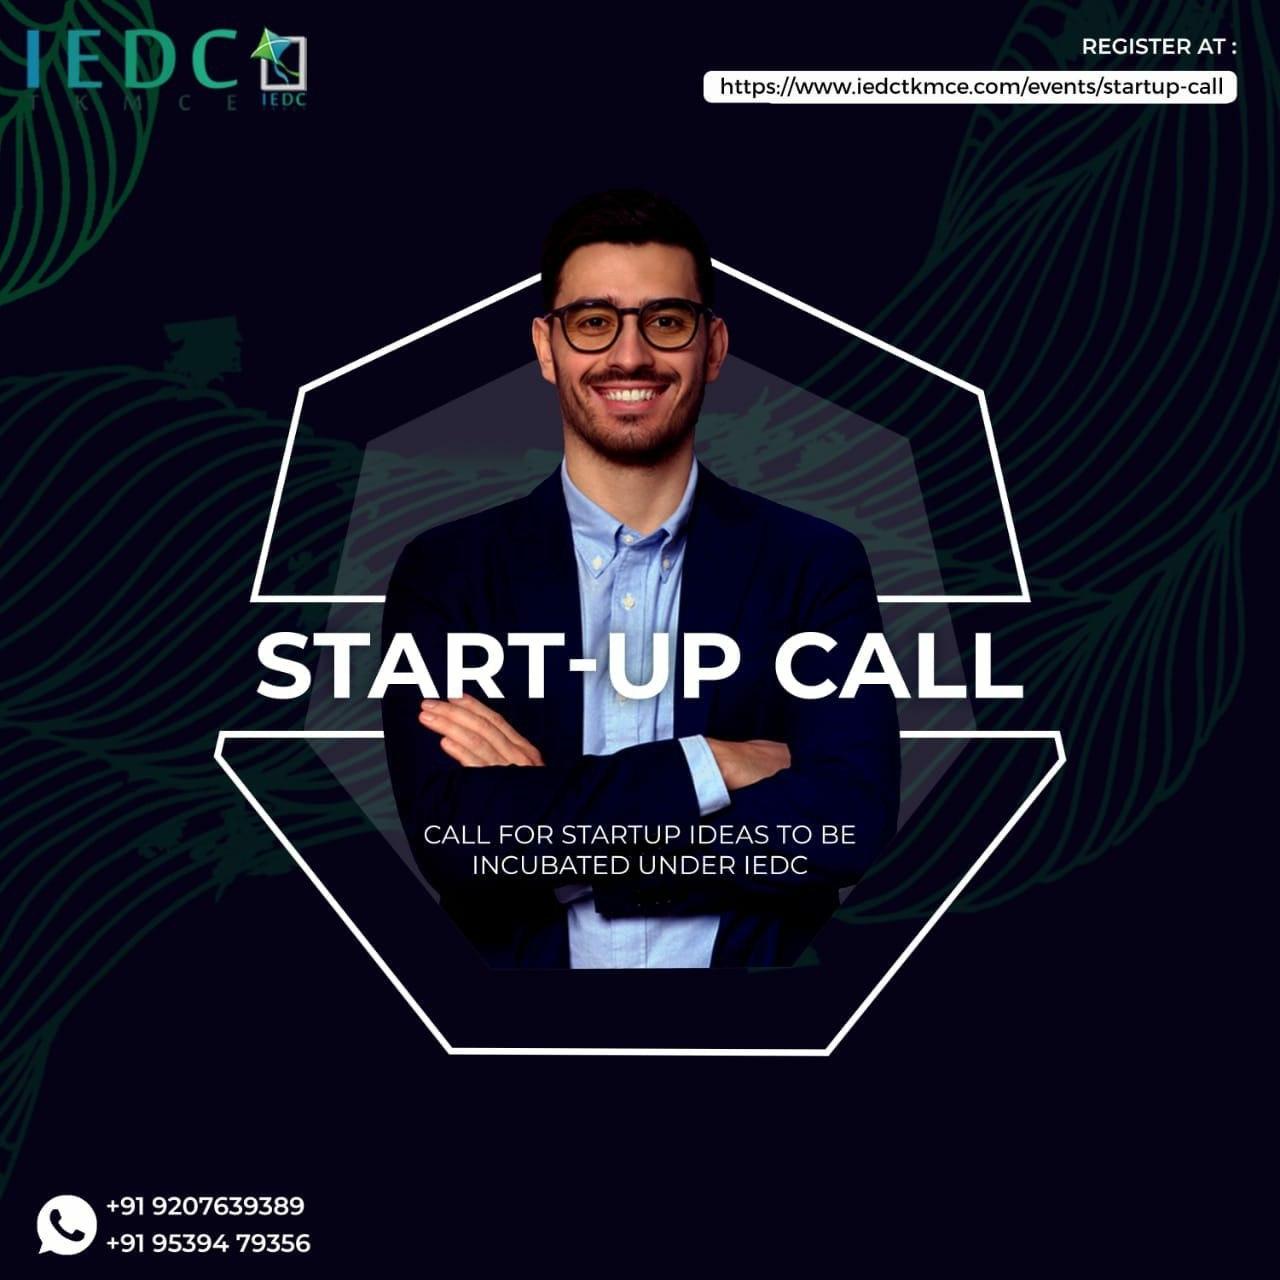 IEDC
TKMCE
IEDC
REGISTER AT :
https://www.iedctkmce.com/events/startup-call
START-UP CALL
CALL FOR STARTUP IDEAS TO BE
INCUBATED UNDER IEDC
+91 9207639389
+91 95394 79356